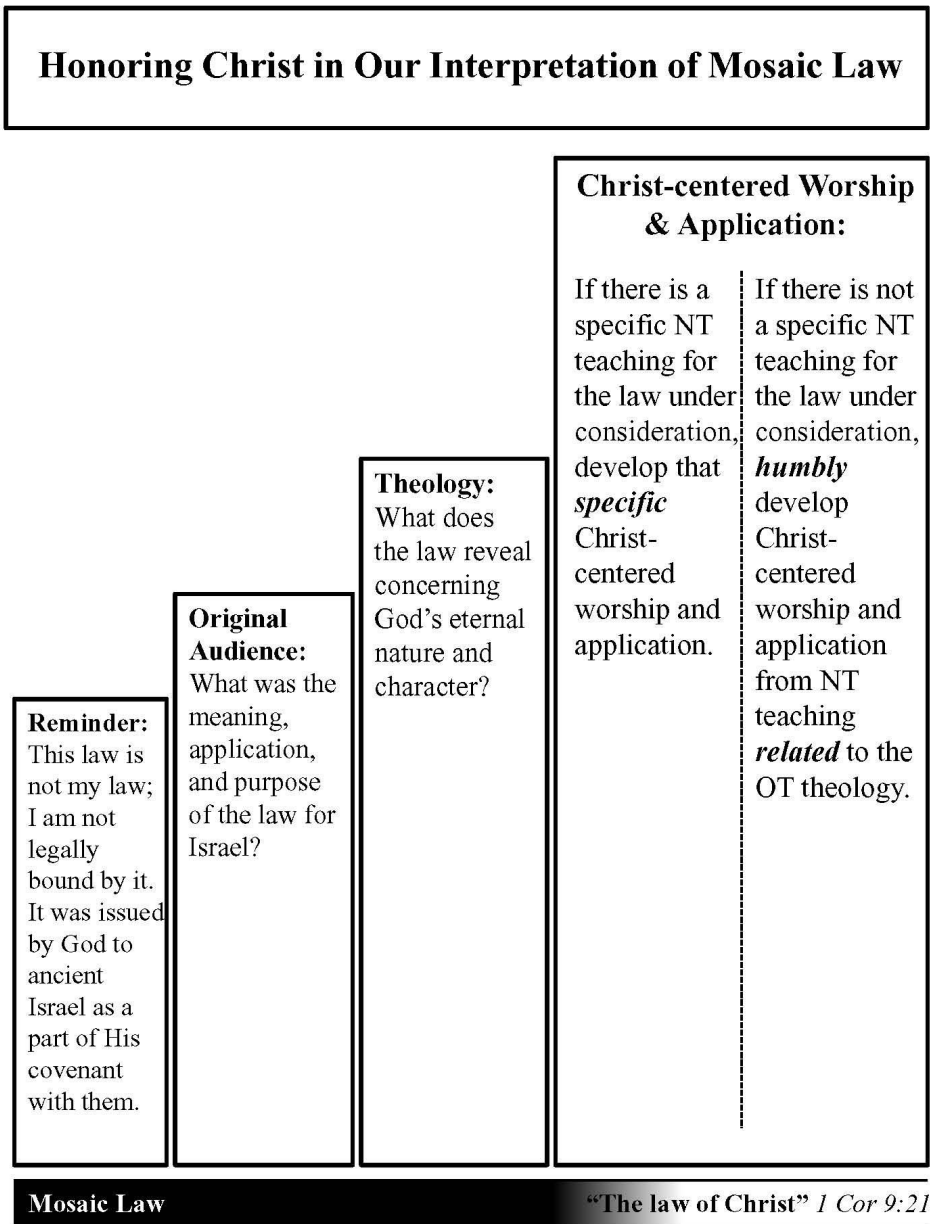 Honoring Christ in Our Interpretation of Mosaic Law
Reminder:
This law is
not my law;
I am not
legally
bound by it.
It was issued
by God to
ancient
Israel as a
part of His
covenant
with them.
Original
Audience:
What was the
meaning,
application,
and purpose
of the law for
Israel?
Theology:
What does
the law reveal
concerning
God’s eternal
nature and
character?
Christ-centered Worship
& Application:
If there is a
specific NT
teaching for
the law under
consideration,
develop that
specific
Christ-
centered
worship and
application.
If there is not
a specific NT
teaching for
the law under
consideration,
humbly
develop
Christ-
centered
worship and
application
from NT
teaching
related to the
OT theology.
Mosaic Law
“The law of Christ” 1 Cor 9:21